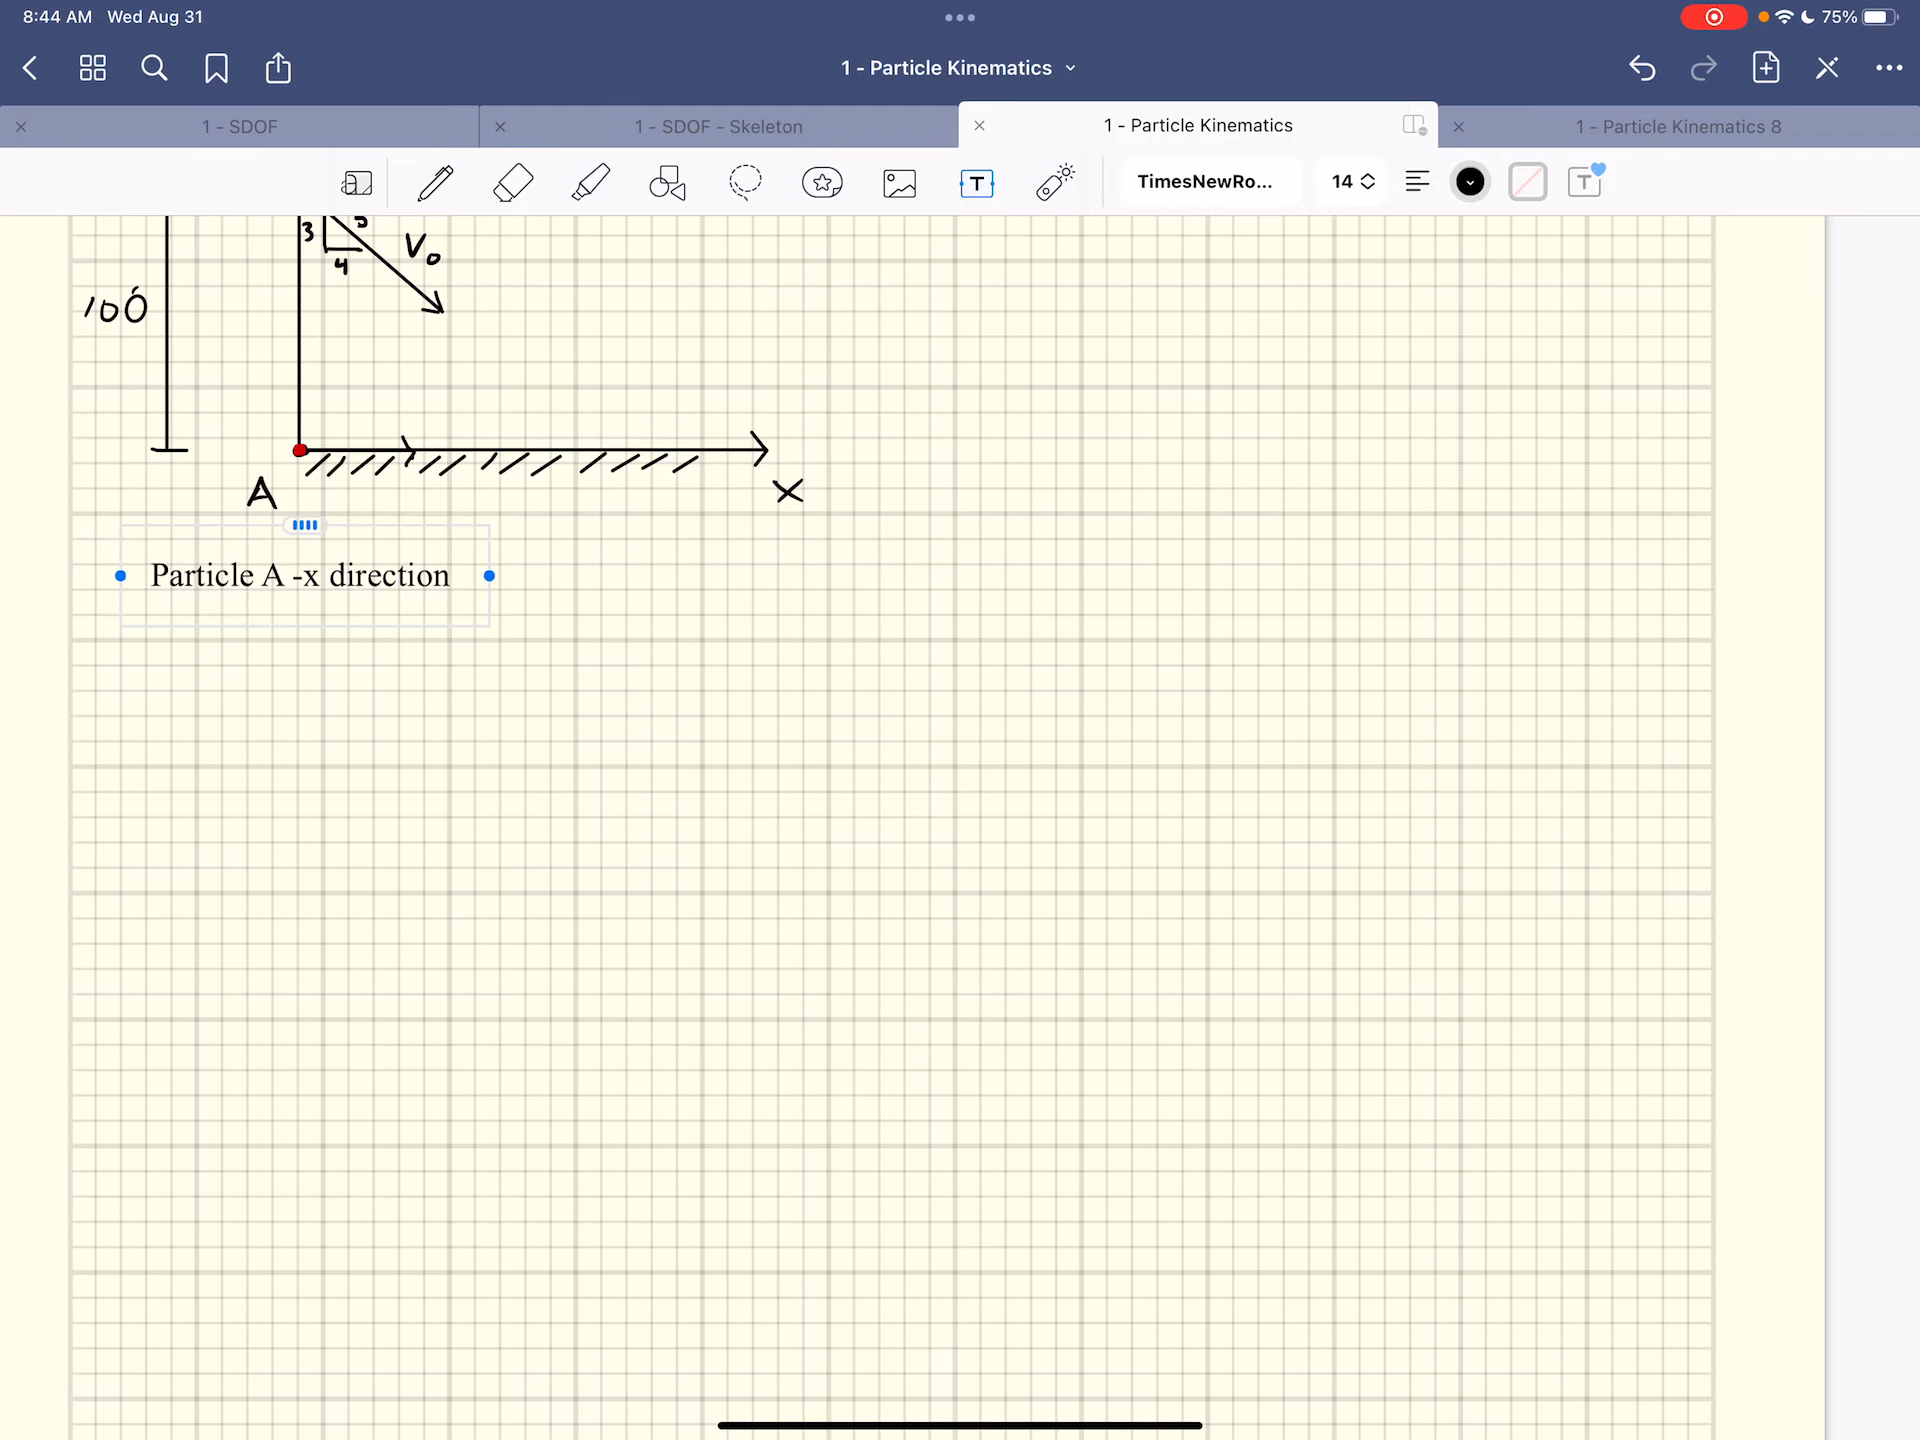 8:44 AM Wed Aug 31
75%
1 - Particle Kinematics
1 - SDOF
1 - SDOF - Skeleton
1 - Particle Kinematics
1 - Particle Kinematics 8
TimesNewRo...
14
3
5
4
V₀
100
A
X
Particle A -x direction